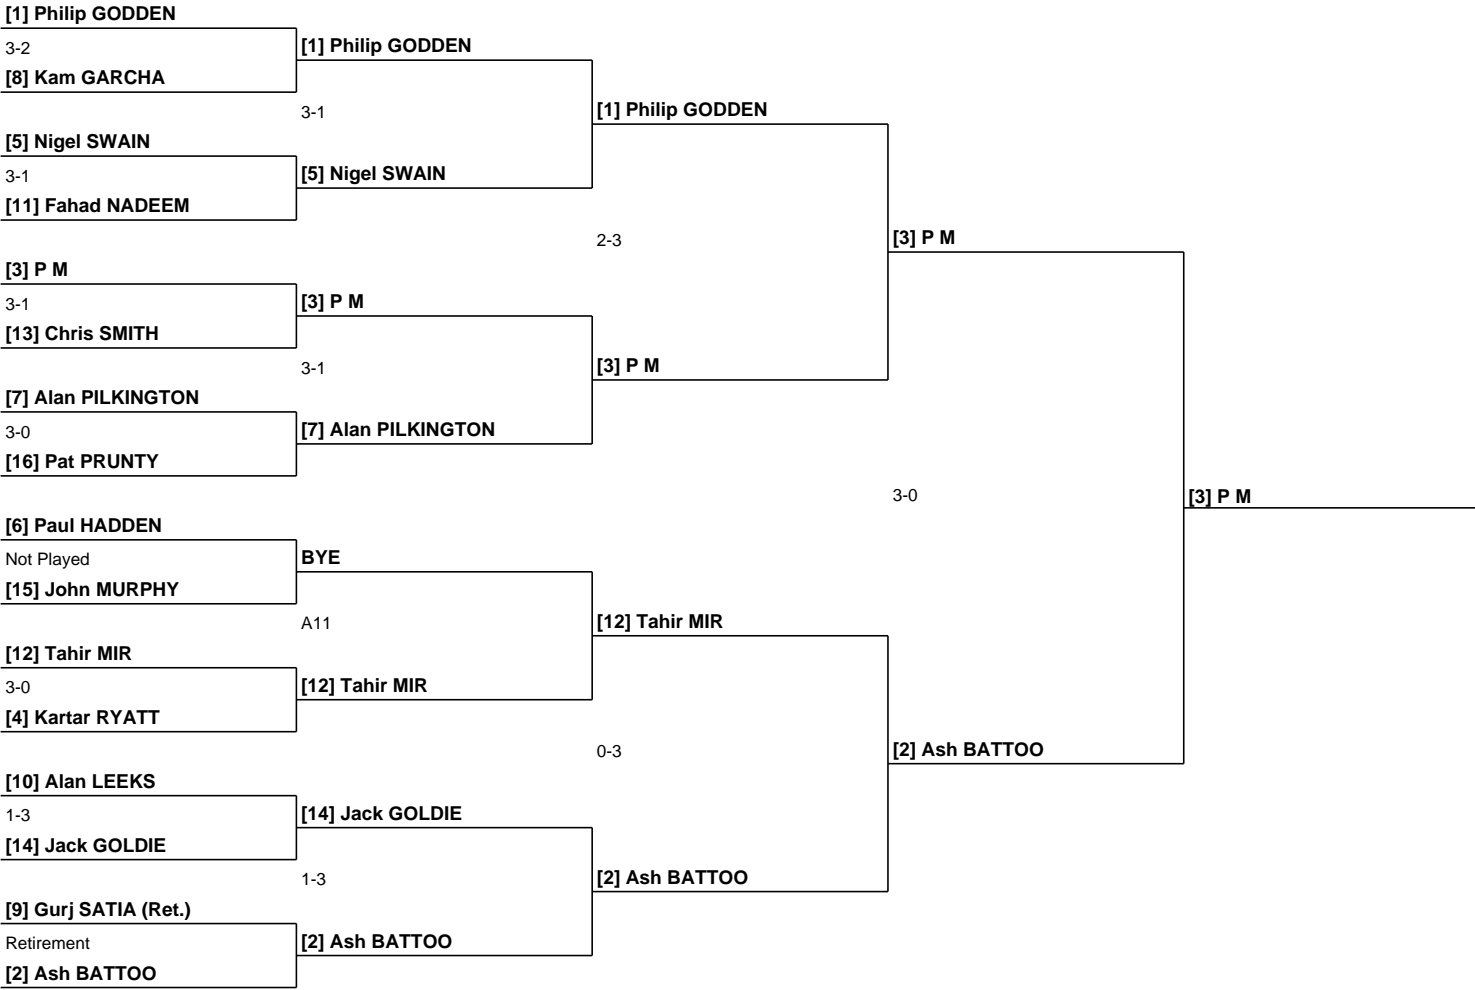 [1] Philip GODDEN
3-2
[8] Kam GARCHA
[5] Nigel SWAIN
3-1
[11] Fahad NADEEM
[3] P M
3-1
[13] Chris SMITH
[7] Alan PILKINGTON
3-0
[16] Pat PRUNTY
[6] Paul HADDEN
Not Played
[15] John MURPHY
[12] Tahir MIR
3-0
[4] Kartar RYATT
[10] Alan LEEKS
1-3
[14] Jack GOLDIE
[9] Gurj SATIA (Ret.)
Retirement
[2] Ash BATTOO
[1] Philip GODDEN
3-1
[5] Nigel SWAIN
[3] P M
3-1
[7] Alan PILKINGTON
BYE
A11
[12] Tahir MIR
[14] Jack GOLDIE
1-3
[2] Ash BATTOO
[1] Philip GODDEN
2-3
[3] P M
[12] Tahir MIR
0-3
[2] Ash BATTOO
[3] P M
3-0
[2] Ash BATTOO
[3] P M